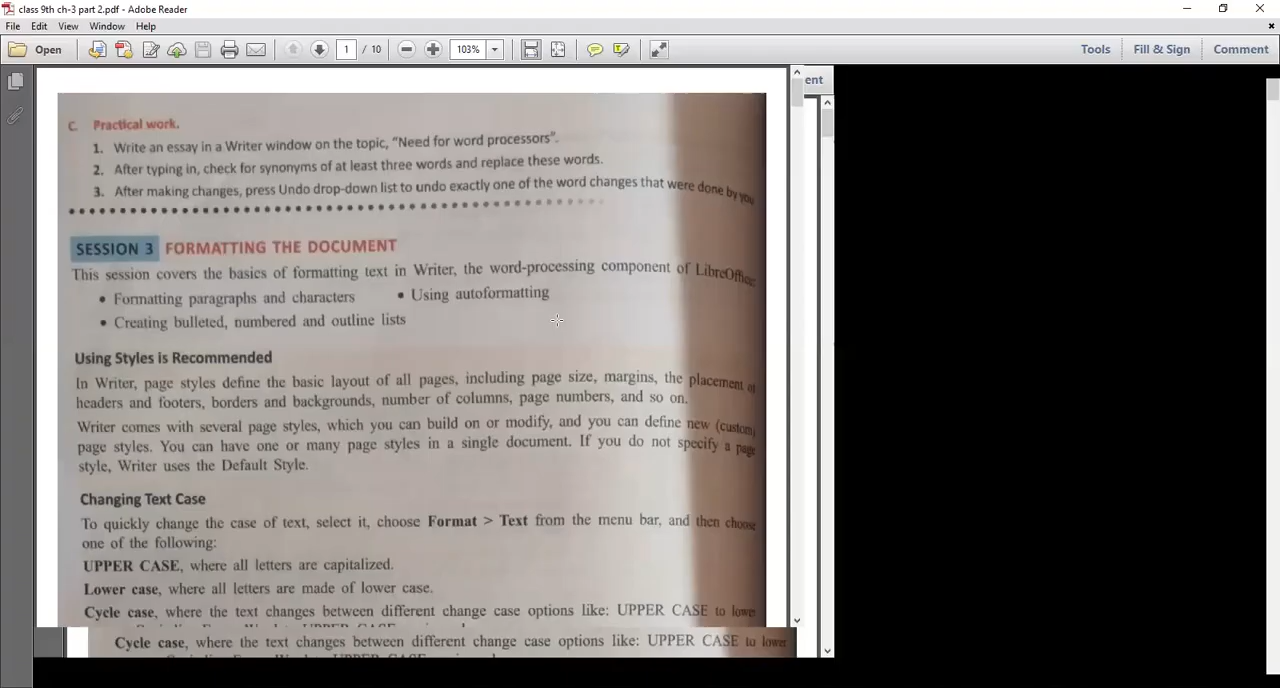 class 9th ch-3 part 2.pdf - Adobe Reader
File Edit View Window Help
Open 1 / 10 103% Tools Fill & Sign Comment
ent
C. Practical work.
1. Write an essay in a Writer window on the topic, "Need for word processors".
2. After typing in, check for synonyms of at least three words and replace these words.
3. After making changes, press Undo drop-down list to undo exactly one of the word changes that were done by you
SESSION 3 FORMATTING THE DOCUMENT
This session covers the basics of formatting text in Writer, the word-processing component of LibreOffice:
• Formatting paragraphs and characters • Using autoformatting
• Creating bulleted, numbered and outline lists
Using Styles is Recommended
In Writer, page styles define the basic layout of all pages, including page size, margins, the placement of
headers and footers, borders and backgrounds, number of columns, page numbers, and so on.
Writer comes with several page styles, which you can build on or modify, and you can define new (custom)
page styles. You can have one or many page styles in a single document. If you do not specify a page
style, Writer uses the Default Style.
Changing Text Case
To quickly change the case of text, select it, choose Format > Text from the menu bar, and then choose
one of the following:
UPPER CASE, where all letters are capitalized.
Lower case, where all letters are made of lower case.
Cycle case, where the text changes between different change case options like: UPPER CASE to lower
Cycle case, where the text changes between different change case options like: UPPER CASE to lower